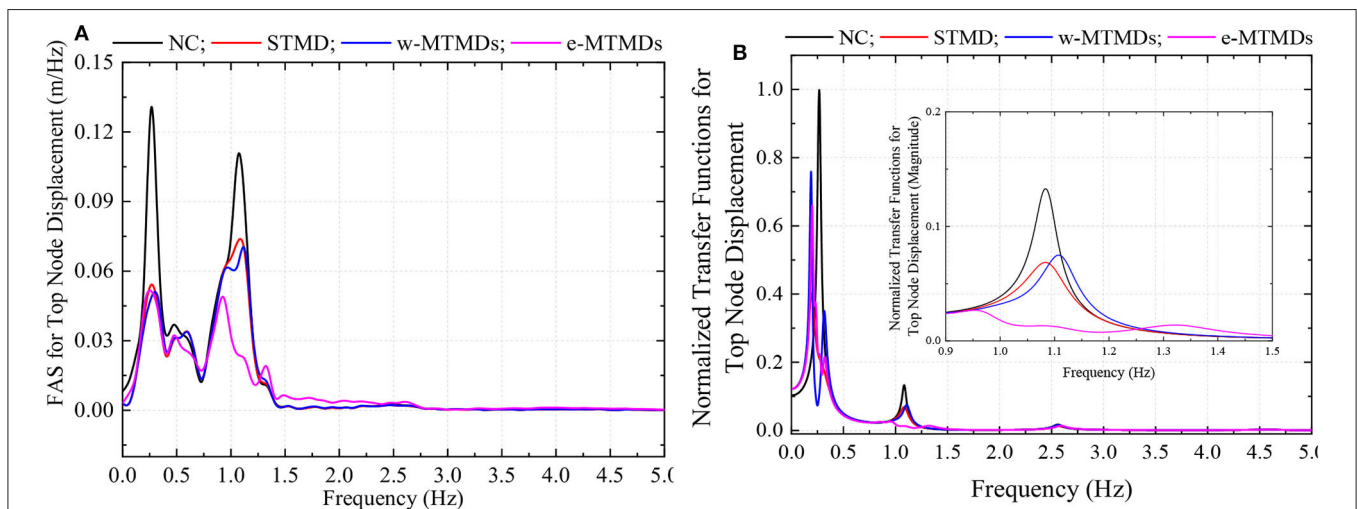 A
NC; STMD; w-MTMDs; e-MTMDs
FAS for Top Node Displacement (m/Hz)
0.15
0.12
0.09
0.06
0.03
0.00
0.0 0.5 1.0 1.5 2.0 2.5 3.0 3.5 4.0 4.5 5.0
Frequency (Hz)
B
NC; STMD; w-MTMDs; e-MTMDs
Normalized Transfer Functions for
Top Node Displacement
1.0
0.8
0.6
0.4
0.2
0.0
0.0 0.5 1.0 1.5 2.0 2.5 3.0 3.5 4.0 4.5 5.0
Frequency (Hz)
Normalized Transfer Functions for
Top Node Displacement (Magnitude)
0.2
0.1
0.0
0.9 1.0 1.1 1.2 1.3 1.4 1.5
Frequency (Hz)